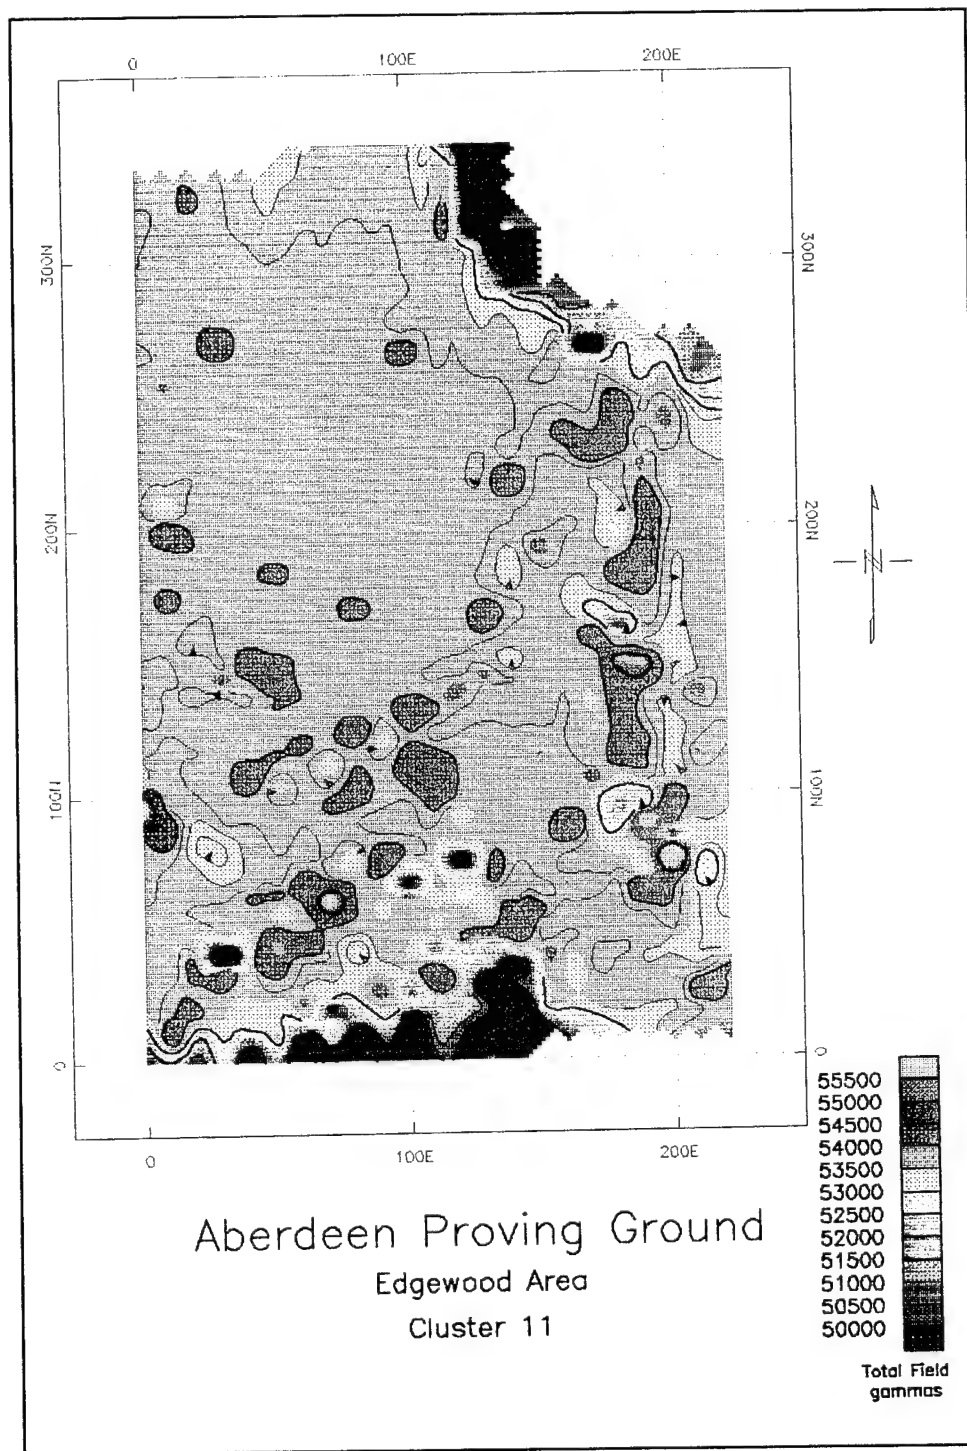 0 100E 200E
300N 300N
200N 200N
100N 100N
0 0
0 100E 200E
55500
55000
54500
54000
53500
53000
52500
52000
51500
51000
50500
50000
Total Field
gammas
Aberdeen Proving Ground
Edgewood Area
Cluster 11